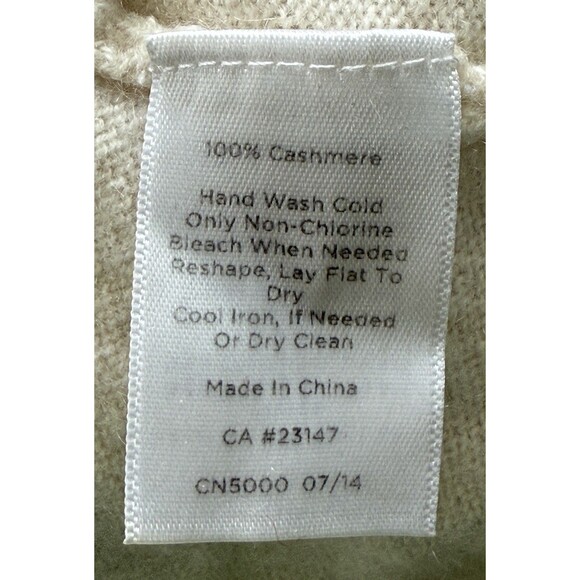 100% Cashmere
Hand Wash Cold
Only Non-Chlorine
Bleach When Needed
Reshape, Lay Flat To
Dry
Cool Iron, If Needed
Or Dry Clean
Made In China
CA #23147
CN5000 07/14